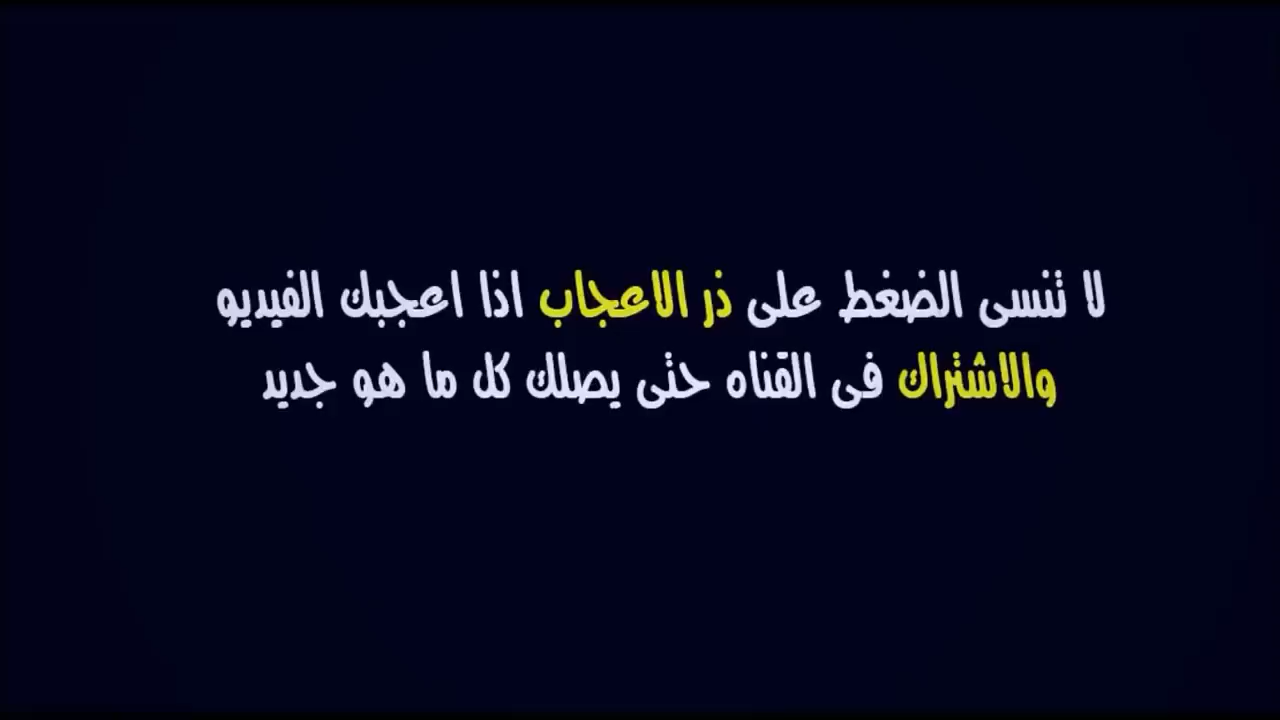 لا تنسى الضغط على ذر الاعجاب اذا اعجبك الفيديو
والاشتراك فى القناه حتى يصلك كل ما هو جديد